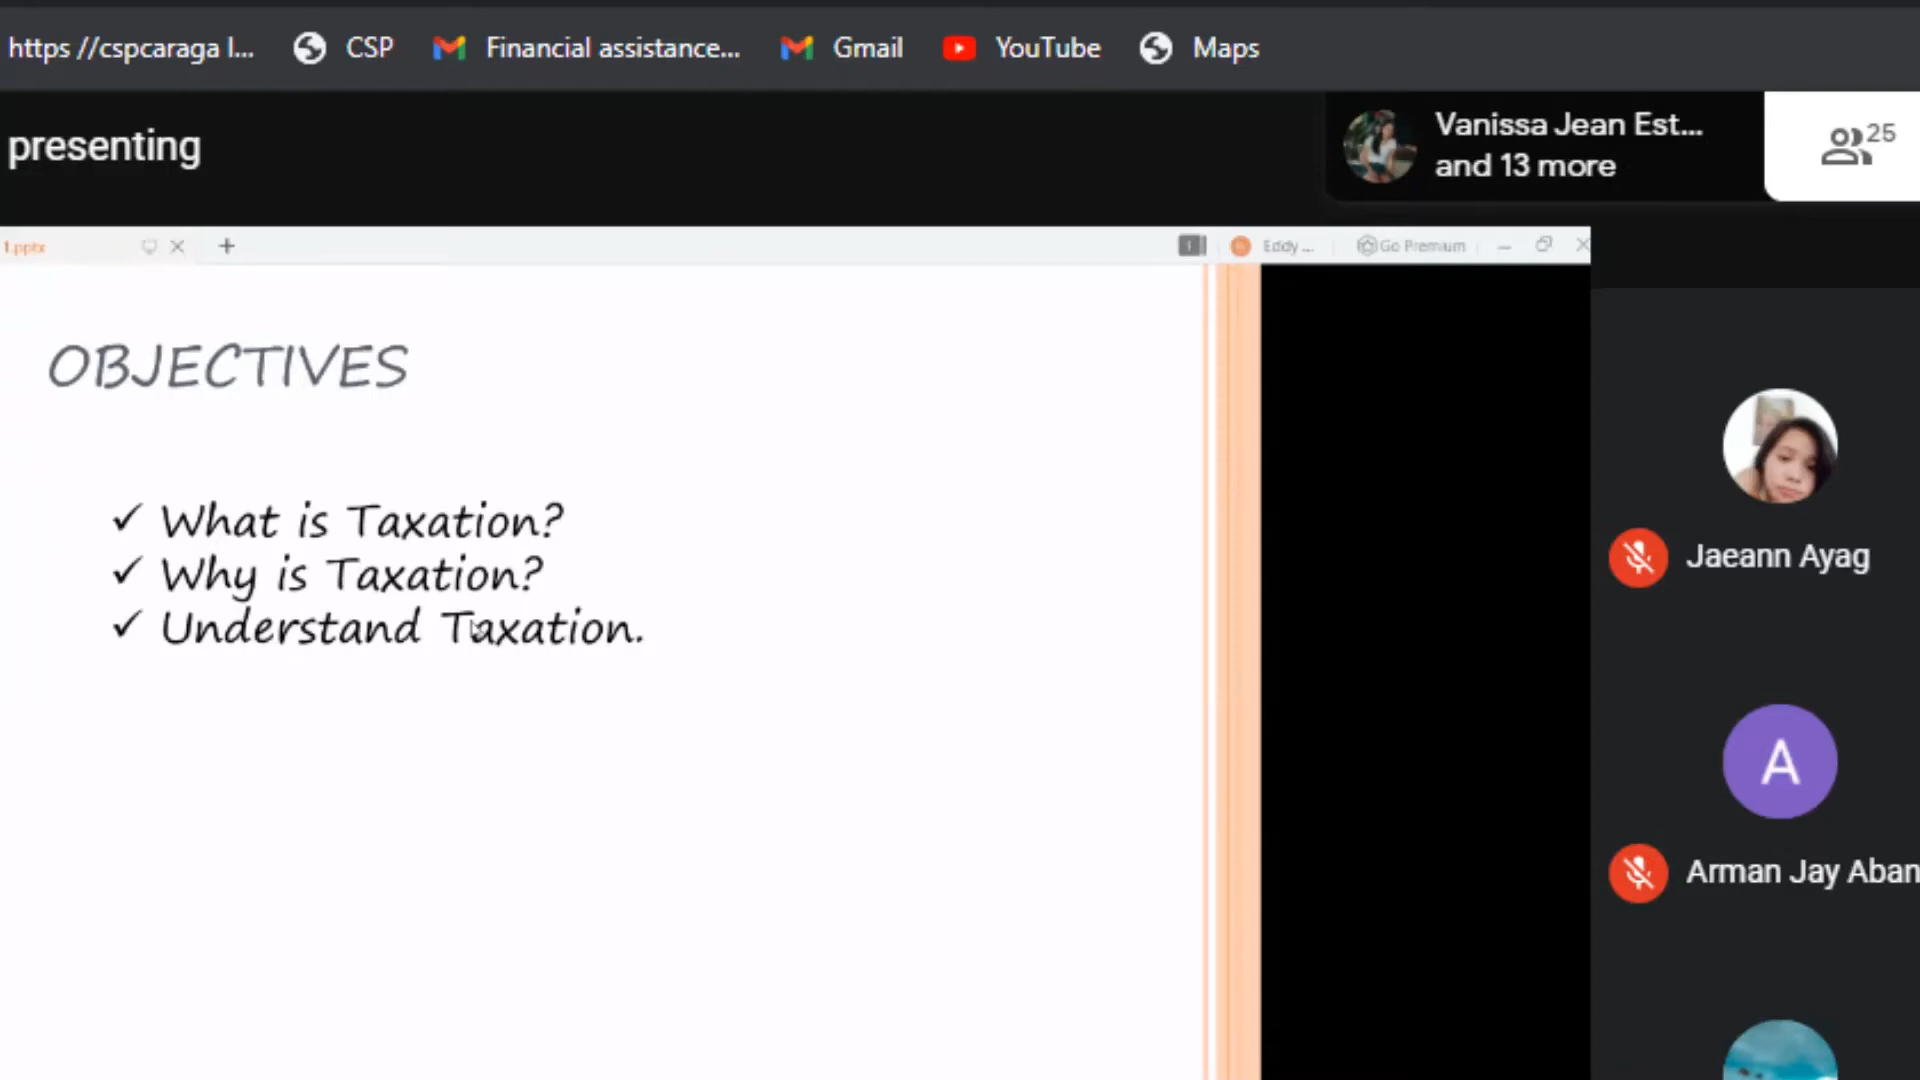 https //cspcaraga l... CSP Financial assistance... Gmail YouTube Maps
presenting
Vanissa Jean Est...
and 13 more
25
1.pptx
1
Eddy ...
Go Premium
OBJECTIVES
✓ What is Taxation?
✓ Why is Taxation?
✓ Understand Taxation.
Jaeann Ayag
A
Arman Jay Aban